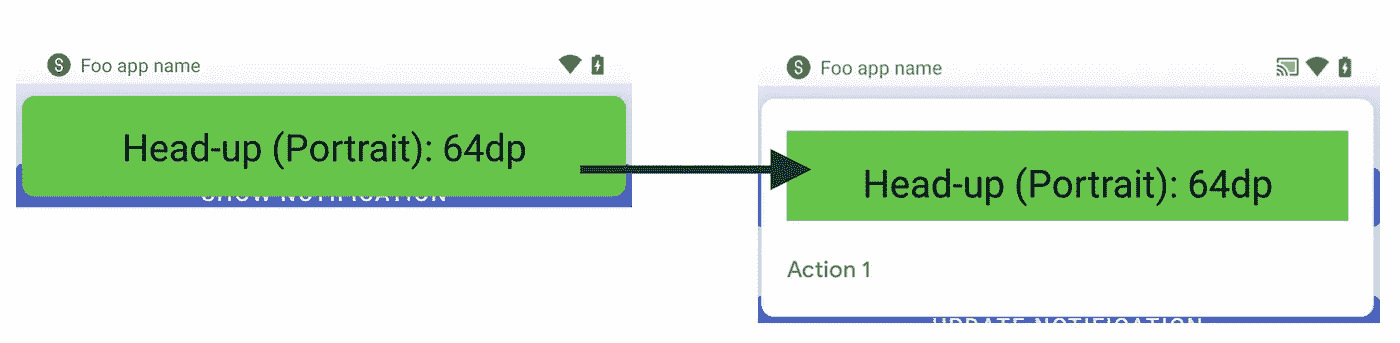 S Foo app name
Head-up (Portrait): 64dp
SHOW NOTIFICATION
S Foo app name
Head-up (Portrait): 64dp
Action 1
UPDATE NOTIFICATION